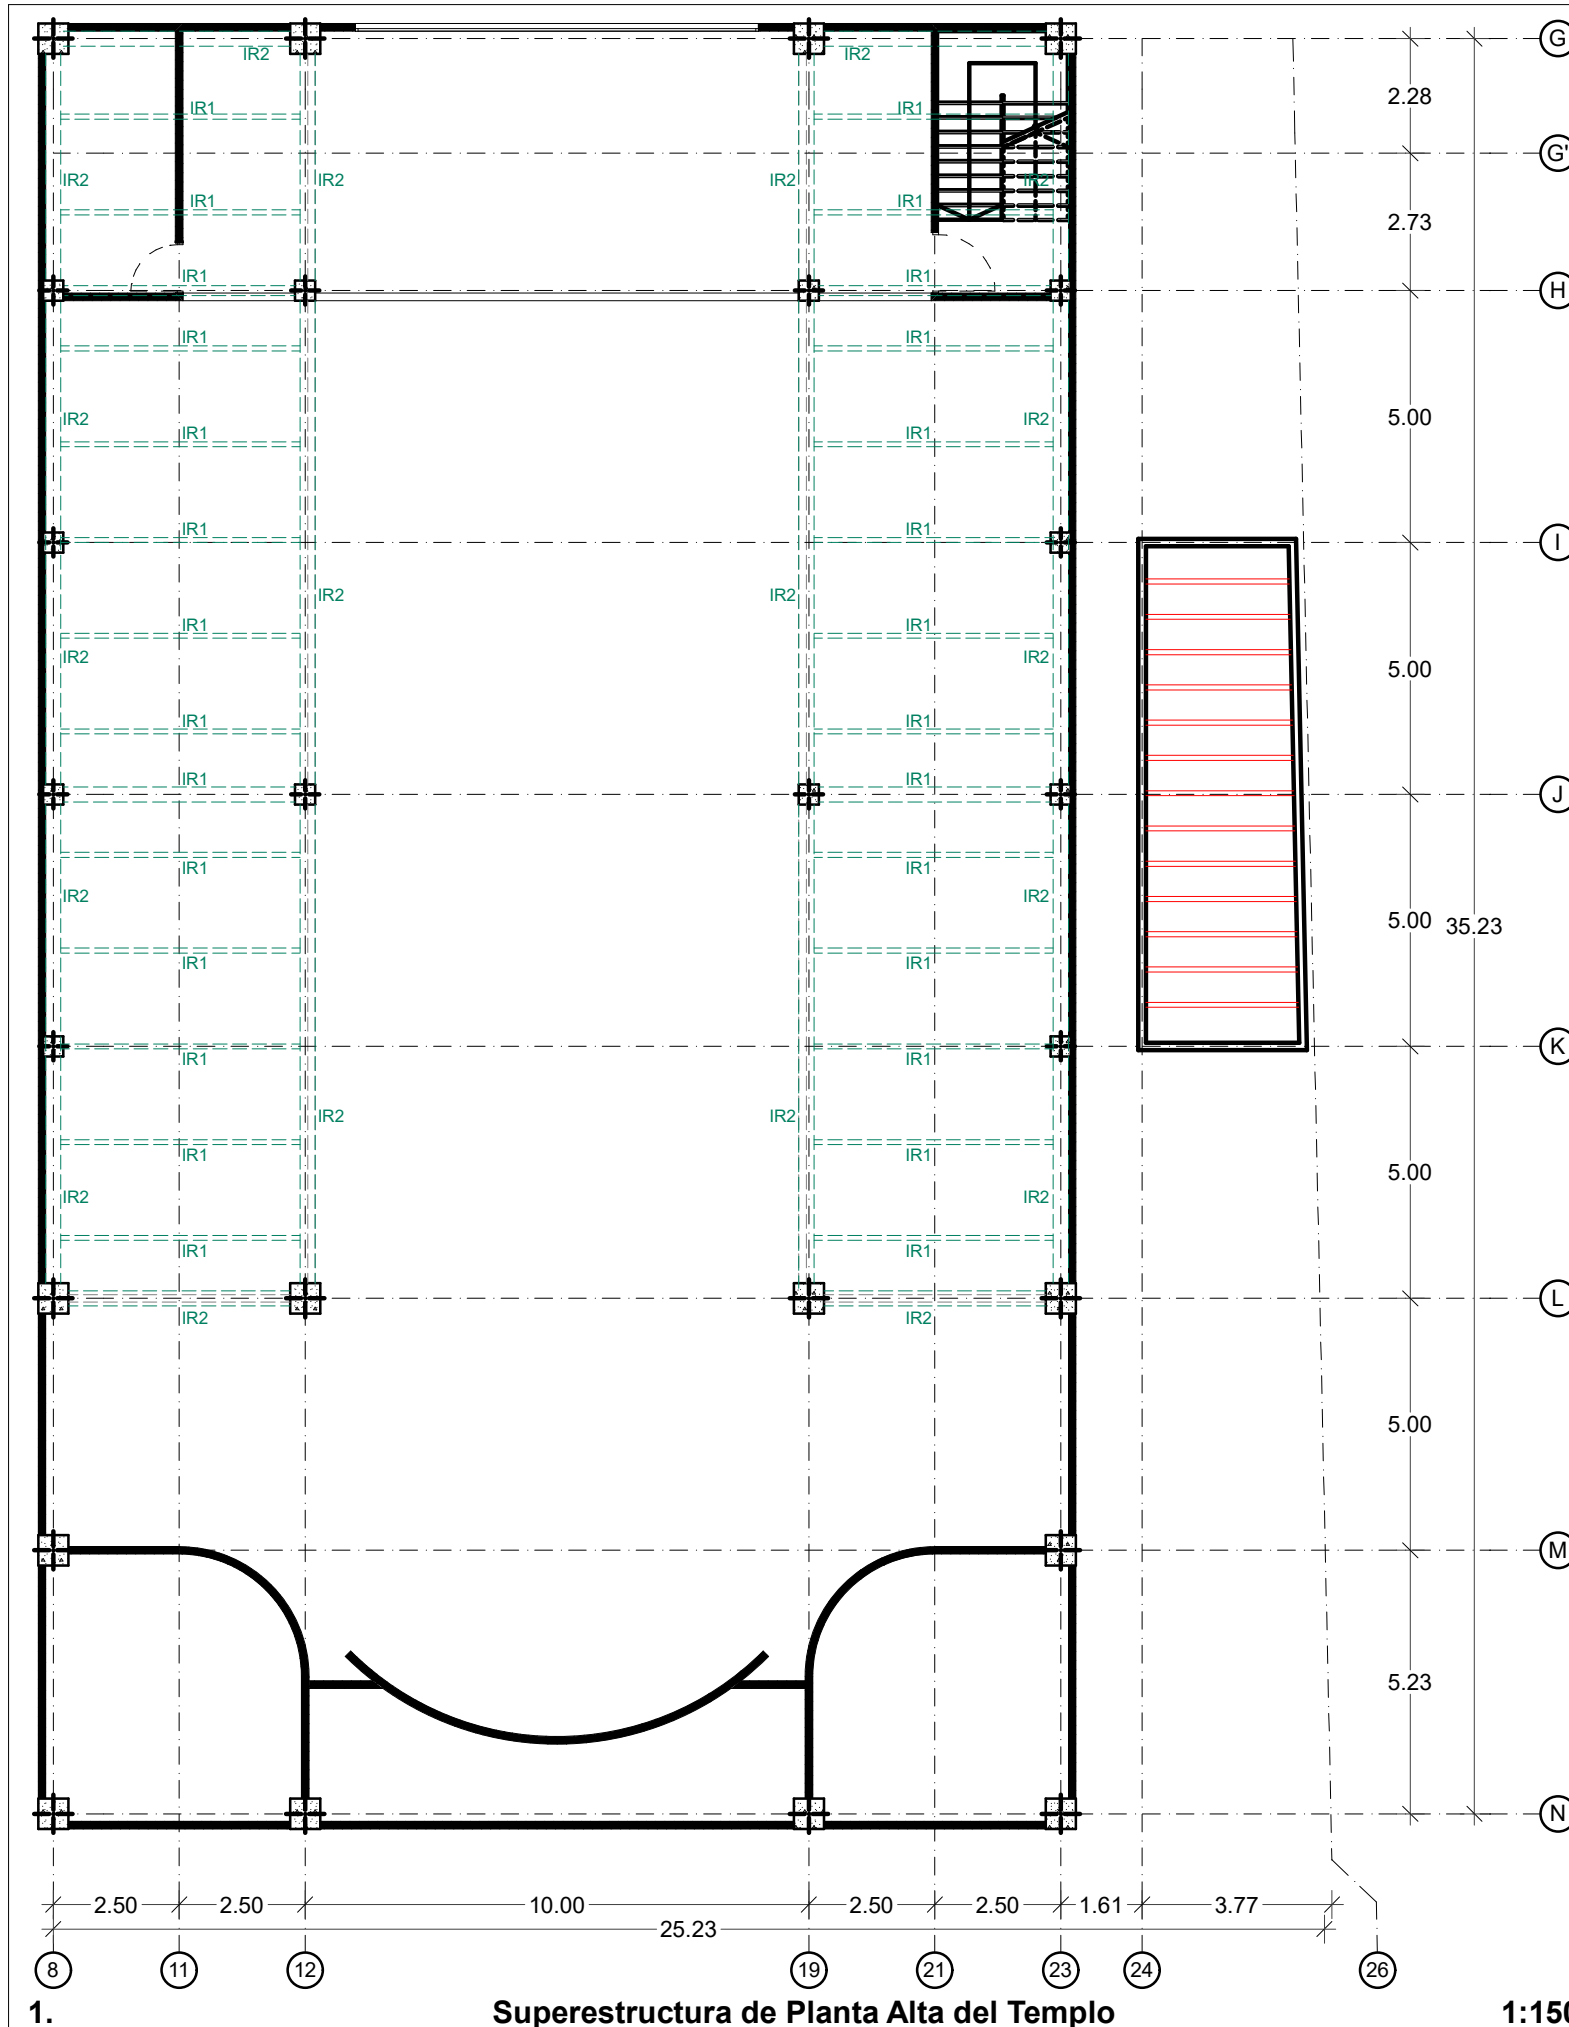 G
IR2 IR2
2.28
IR1 IR1
G'
IR2 IR2 IR2 IR2
IR1 IR1
2.73
IR1 IR1
H
IR1 IR1
IR2 IR2
5.00
IR1 IR1
IR1 IR1
I
IR2 IR2
IR1 IR1
IR2 IR2
5.00
IR1 IR1
IR1 IR1
J
IR1 IR1
IR2 IR2
5.00 35.23
IR1 IR1
K
IR1 IR1
IR2 IR2
IR1 IR1
5.00
IR2 IR2
IR1 IR1
L
IR2 IR2
5.00
M
5.23
N
2.50 2.50 10.00 2.50 2.50 1.61 3.77
25.23
8 11 12 19 21 23 24 26
1. Superestructura de Planta Alta del Templo 1:150